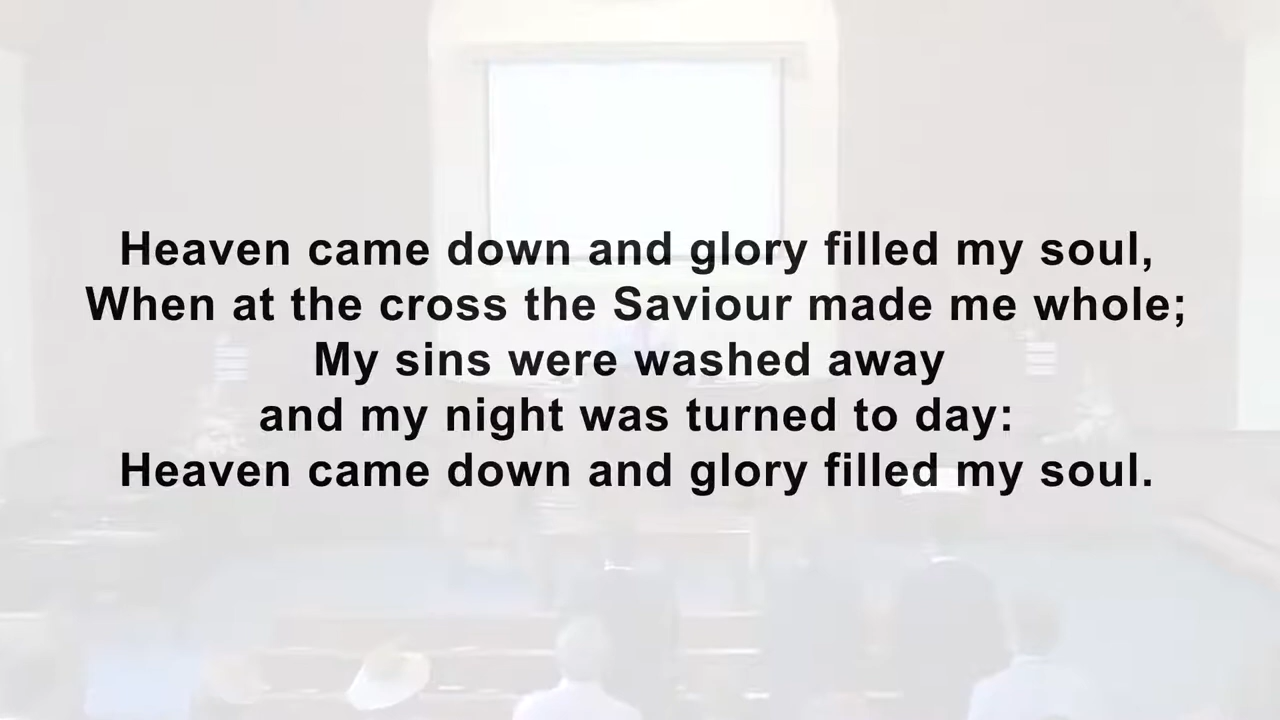 Heaven came down and glory filled my soul,
When at the cross the Saviour made me whole;
My sins were washed away
and my night was turned to day:
Heaven came down and glory filled my soul.